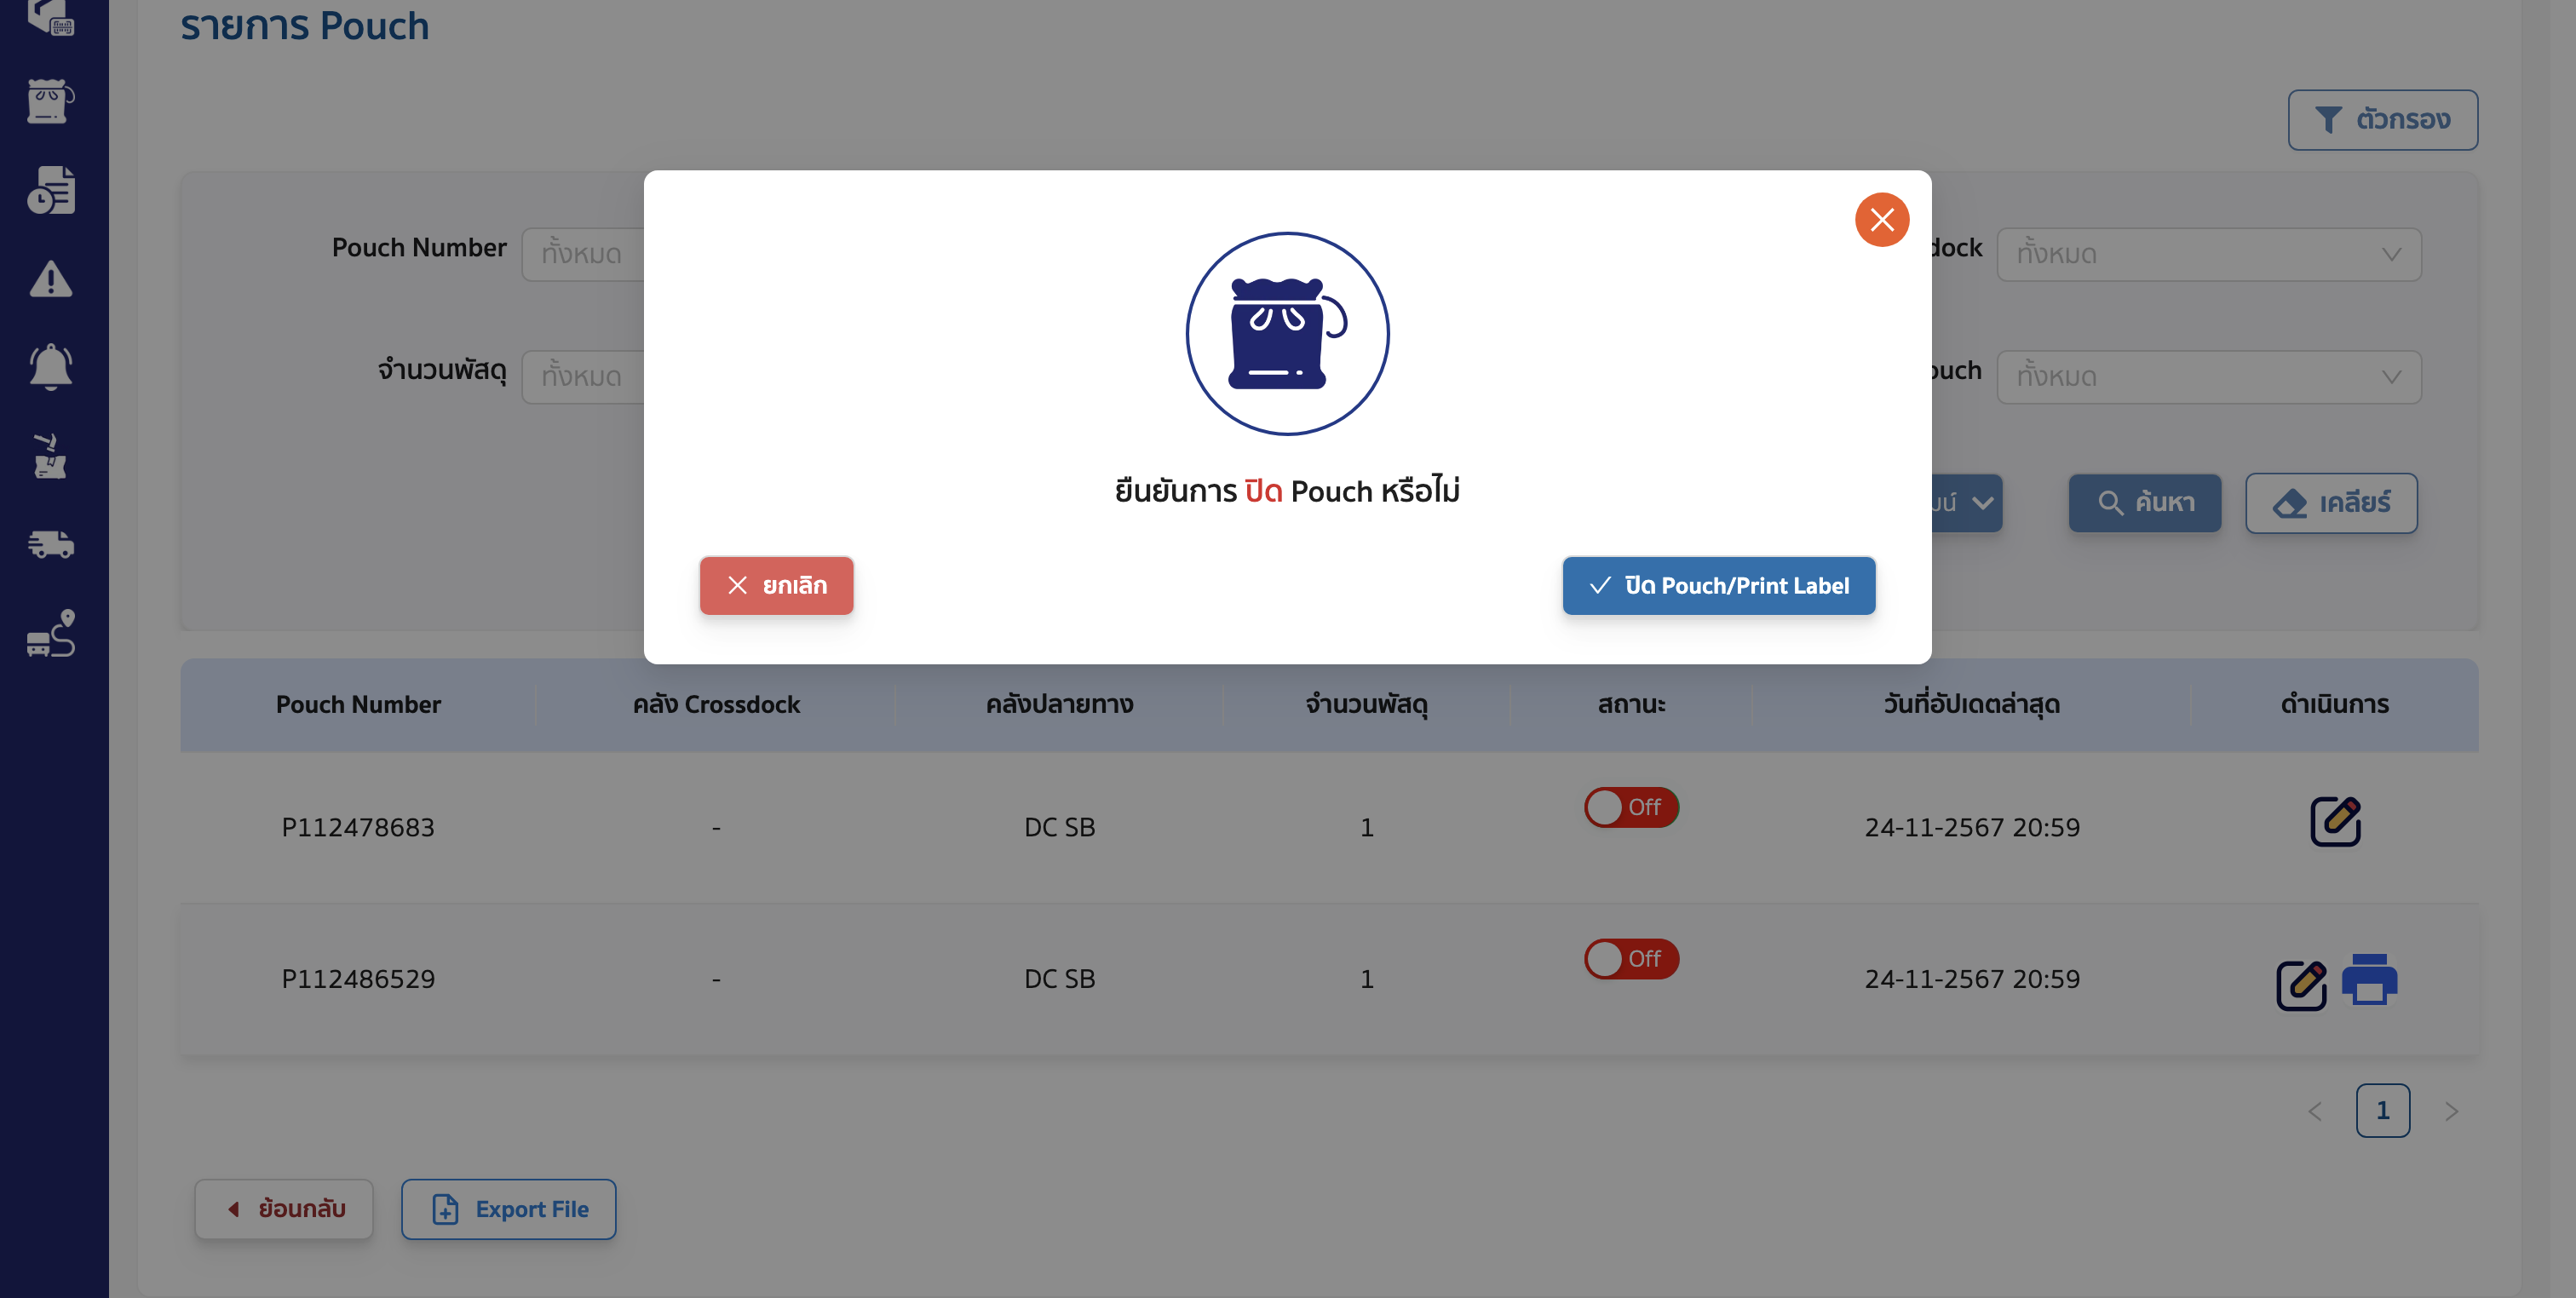 รายการ Pouch
ตัวกรอง
Pouch Number
ทั้งหมด
dock
ทั้งหมด
จำนวนพัสดุ
ทั้งหมด
ouch
ทั้งหมด
ค้นหา
เคลียร์
ยืนยันการ ปิด Pouch หรือไม่
ยกเลิก
ปิด Pouch/Print Label
Pouch Number คลัง Crossdock คลังปลายทาง จำนวนพัสดุ สถานะ วันที่อัปเดตล่าสุด ดำเนินการ
P112478683 - DC SB 1 Off 24-11-2567 20:59
P112486529 - DC SB 1 Off 24-11-2567 20:59
1
ย้อนกลับ
Export File